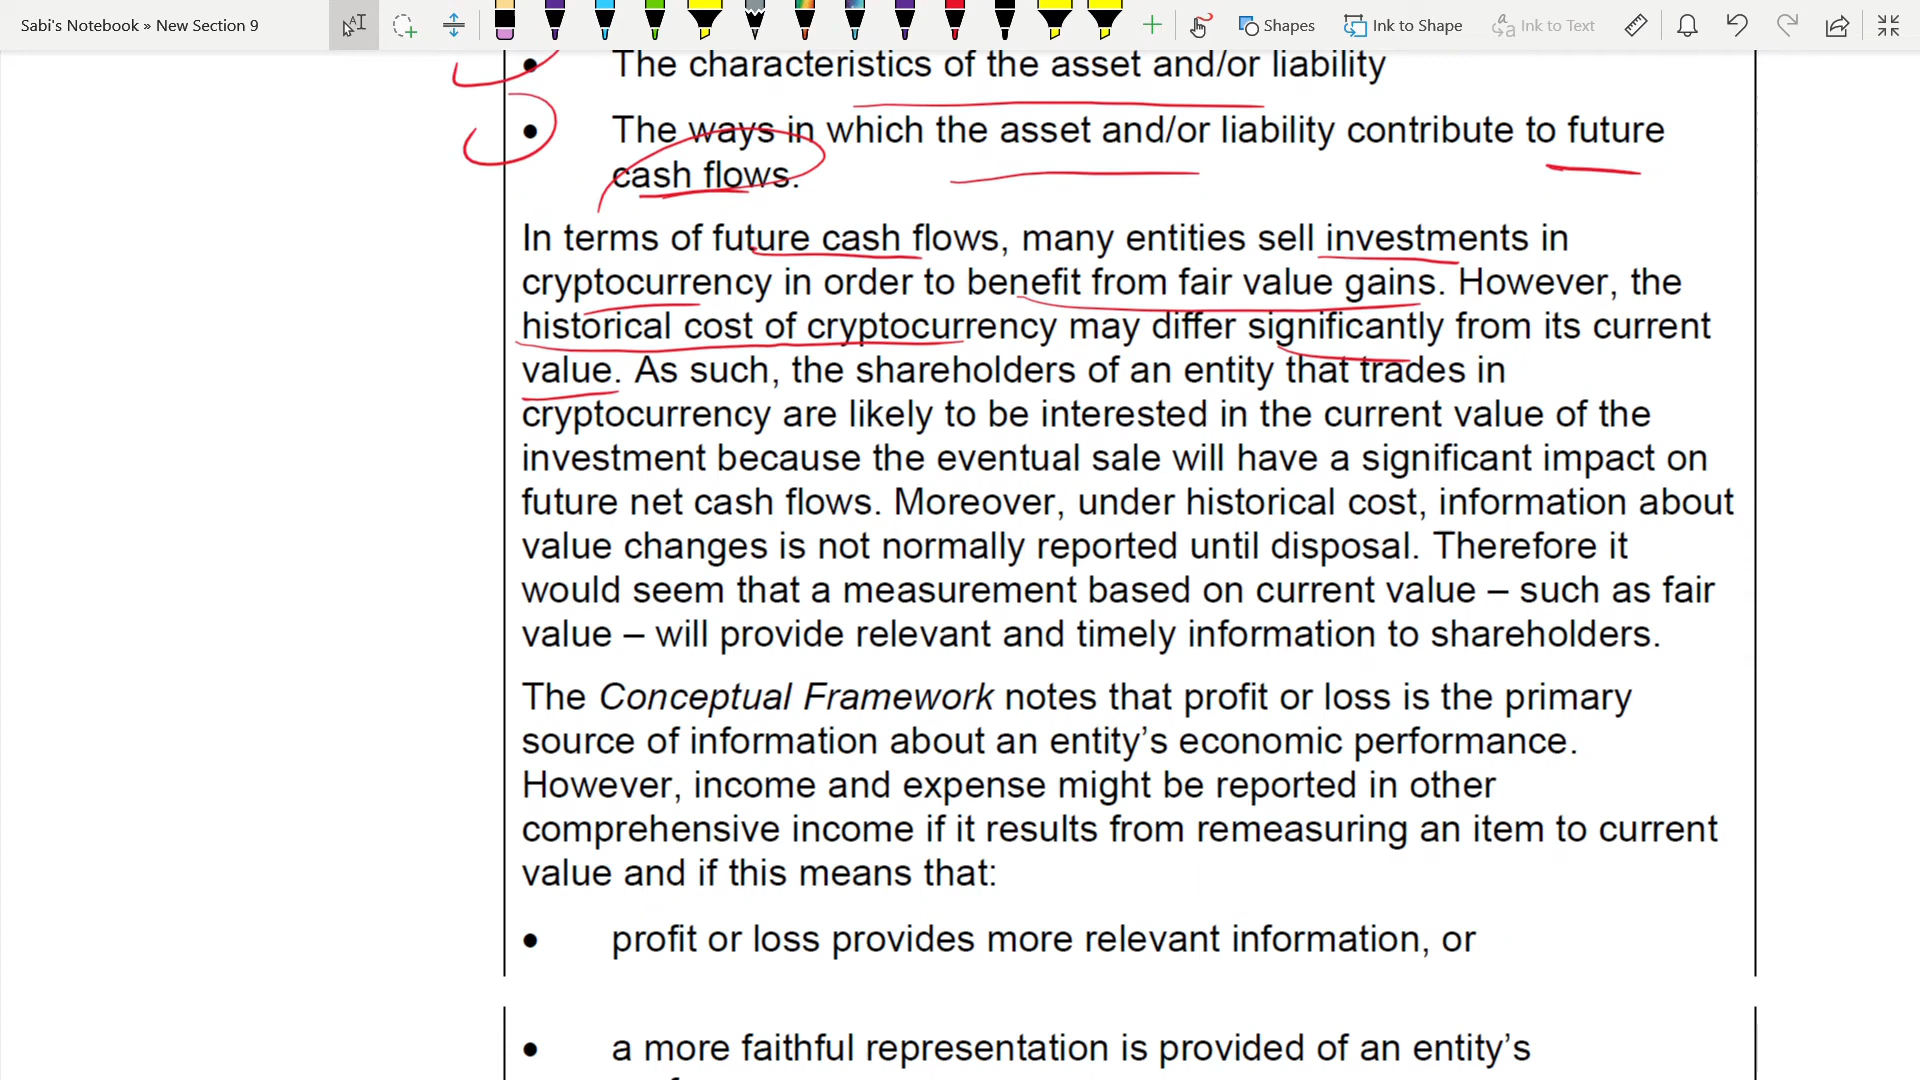 Sabi's Notebook » New Section 9
Shapes
Ink to Shape
Ink to Text
• The characteristics of the asset and/or liability
• The ways in which the asset and/or liability contribute to future
cash flows.
In terms of future cash flows, many entities sell investments in
cryptocurrency in order to benefit from fair value gains. However, the
historical cost of cryptocurrency may differ significantly from its current
value. As such, the shareholders of an entity that trades in
cryptocurrency are likely to be interested in the current value of the
investment because the eventual sale will have a significant impact on
future net cash flows. Moreover, under historical cost, information about
value changes is not normally reported until disposal. Therefore it
would seem that a measurement based on current value – such as fair
value – will provide relevant and timely information to shareholders.
The Conceptual Framework notes that profit or loss is the primary
source of information about an entity’s economic performance.
However, income and expense might be reported in other
comprehensive income if it results from remeasuring an item to current
value and if this means that:
• profit or loss provides more relevant information, or
• a more faithful representation is provided of an entity’s